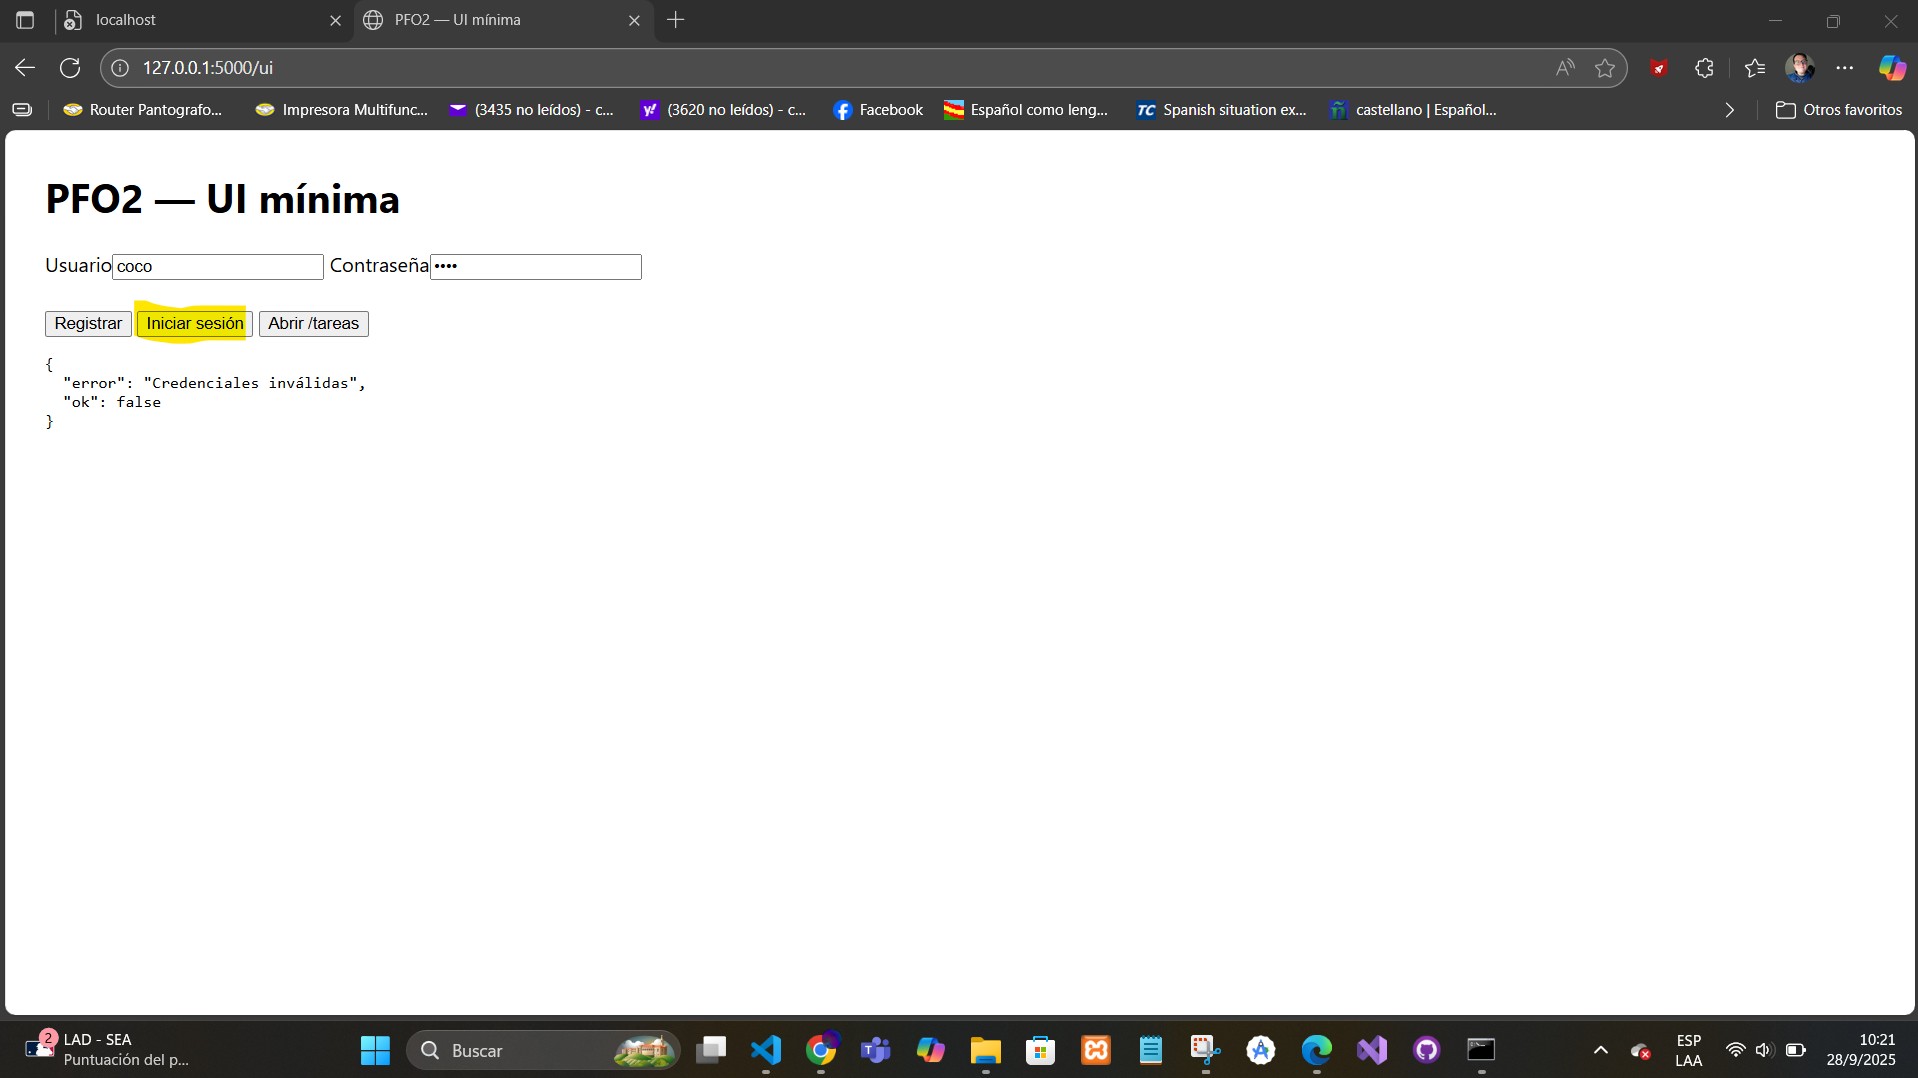 localhost
PFO2 — UI mínima
127.0.0.1:5000/ui
Router Pantografo...
Impresora Multifunc...
(3435 no leídos) - c...
(3620 no leídos) - c...
Facebook
Español como leng...
TC Spanish situation ex...
ñ castellano | Español...
Otros favoritos
PFO2 — UI mínima
Usuario coco Contraseña ••••
Registrar Iniciar sesión Abrir /tareas
{
"error": "Credenciales inválidas",
"ok": false
}
2 LAD - SEA
Puntuación del p...
Buscar
ESP
LAA
10:21
28/9/2025